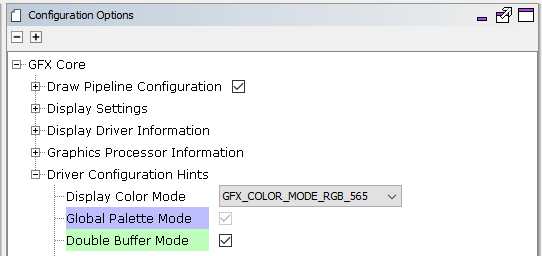 Configuration Options
GFX Core
Draw Pipeline Configuration
Display Settings
Display Driver Information
Graphics Processor Information
Driver Configuration Hints
Display Color Mode GFX_COLOR_MODE_RGB_565
Global Palette Mode
Double Buffer Mode